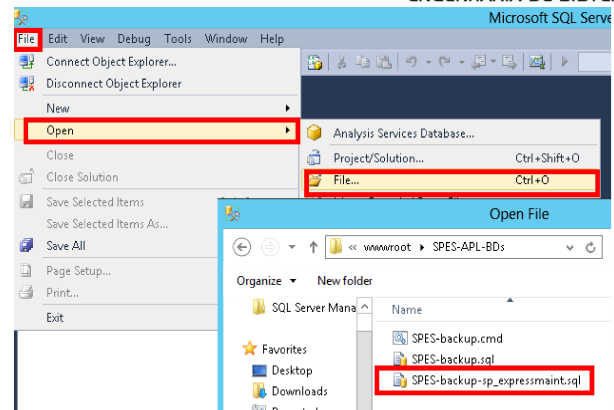 Microsoft SQL Serve
File Edit View Debug Tools Window Help
Connect Object Explorer...
Disconnect Object Explorer
New
Open
Analysis Services Database...
Close
Project/Solution... Ctrl+Shift+O
Close Solution
File... Ctrl+O
Save Selected Items
Save Selected Items As...
Open File
Save All
« wwwroot SPES-APL-BDs
Page Setup...
Organize New folder
Print...
SQL Server Mana
Name
Exit
SPES-backup.cmd
Favorites
SPES-backup.sql
Desktop
SPES-backup-sp_expressmaint.sql
Downloads